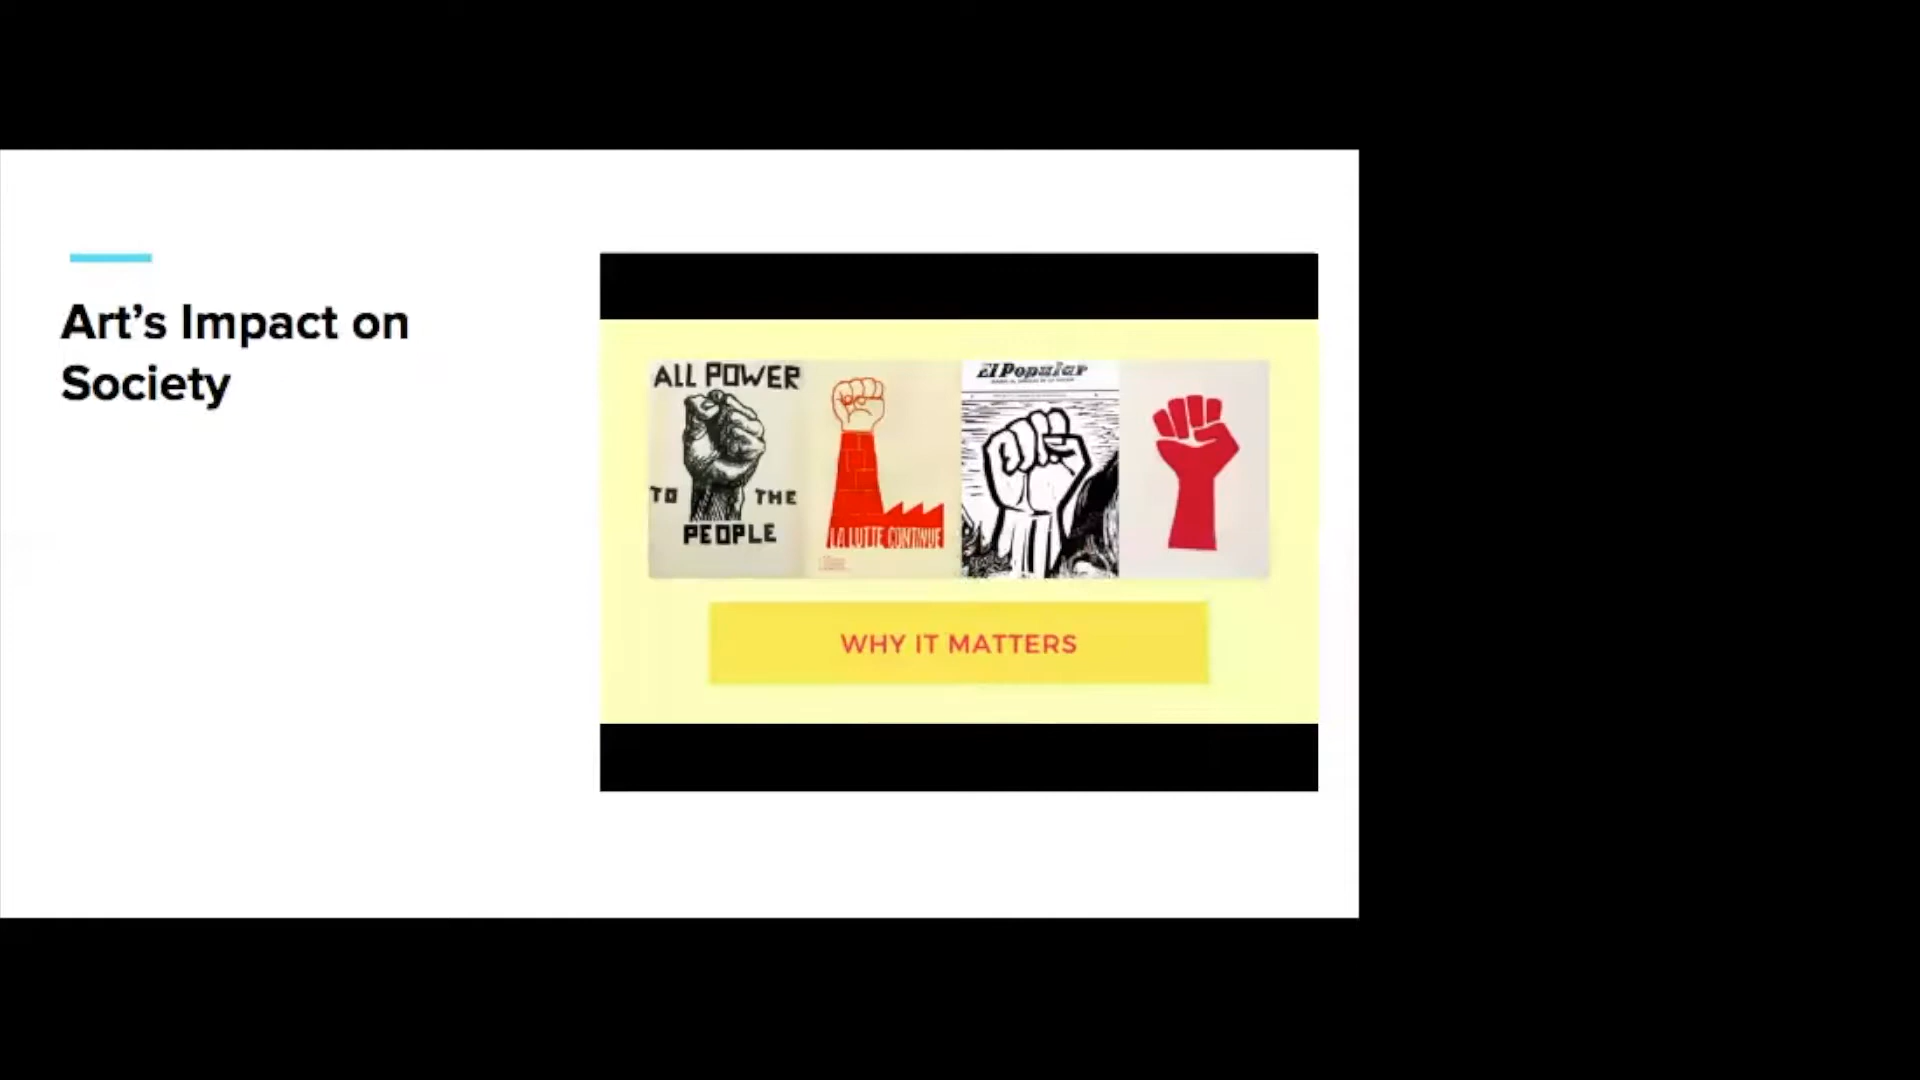 Art's Impact on
Society
ALL POWER
TO THE
PEOPLE
LA LUTTE CONTINUE
El Popular
WHY IT MATTERS